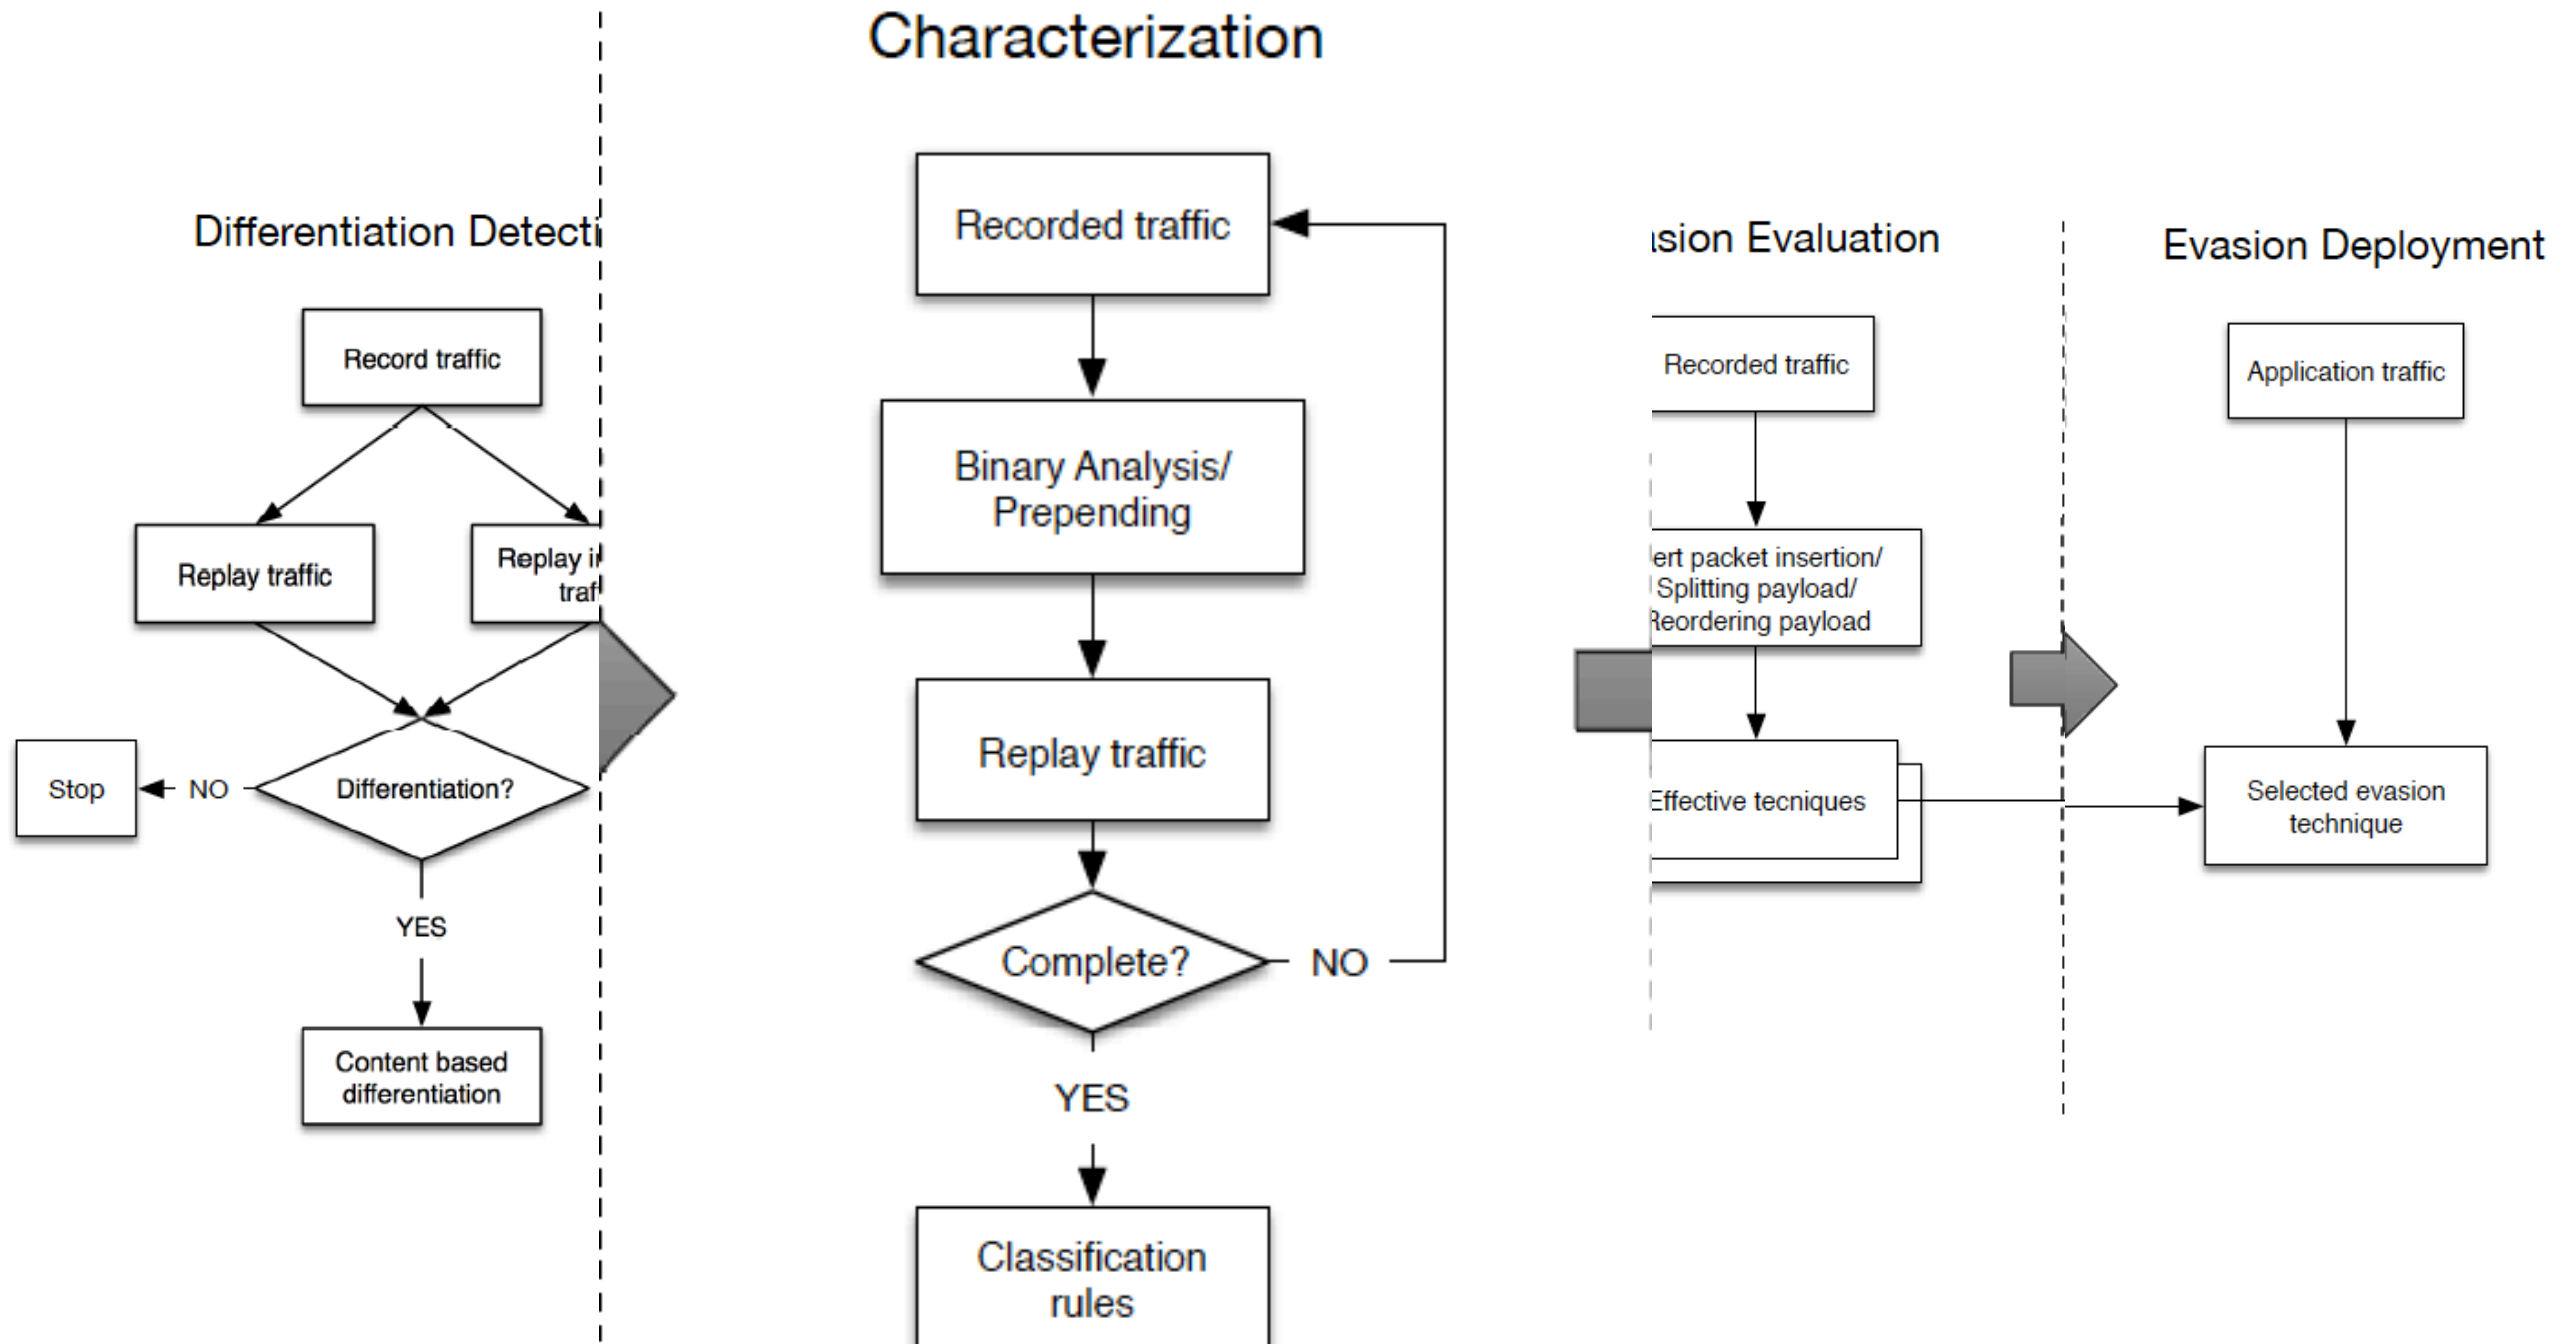 Characterization
Differentiation Detecti
Record traffic
Replay traffic
Replay
Differentiation?
NO
Stop
YES
Content based
differentiation
Recorded traffic
Binary Analysis/
Prepending
Replay traffic
Complete?
NO
YES
Classification
rules
sion Evaluation
Recorded traffic
ert packet insertion/
Splitting payload/
Reordering payload
Effective tecniques
Evasion Deployment
Application traffic
Selected evasion
technique